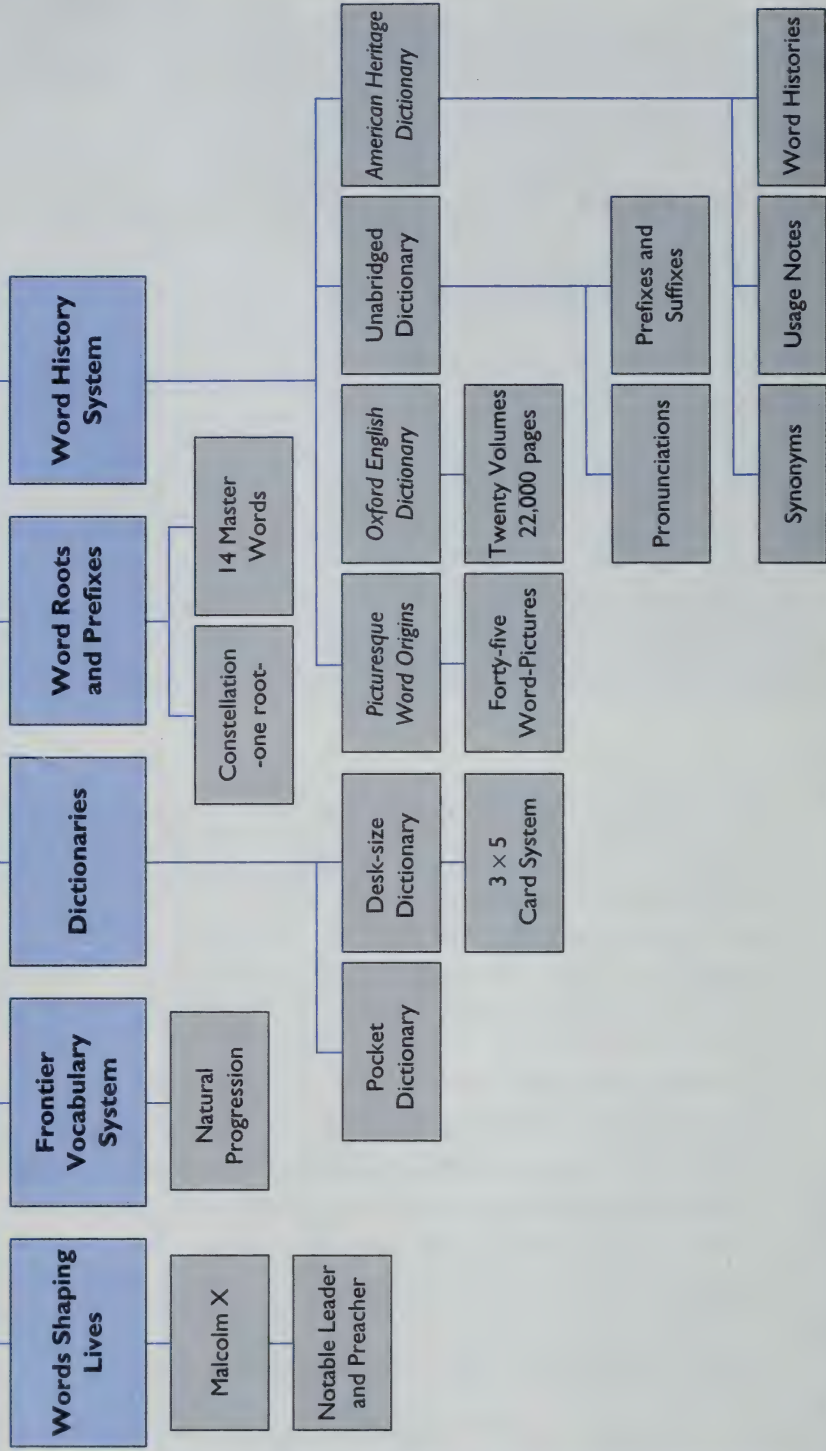 Words Shaping
Lives
Malcolm X
Notable Leader
and Preacher
Frontier
Vocabulary
System
Natural
Progression
Dictionaries
Pocket
Dictionary
Desk-size
Dictionary
3 × 5
Card System
Word Roots
and Prefixes
Constellation
-one root-
14 Master
Words
Word History
System
Picturesque
Word Origins
Forty-five
Word-Pictures
Oxford English
Dictionary
Twenty Volumes
22,000 pages
Unabridged
Dictionary
Pronunciations
Prefixes and
Suffixes
American Heritage
Dictionary
Synonyms
Usage Notes
Word Histories